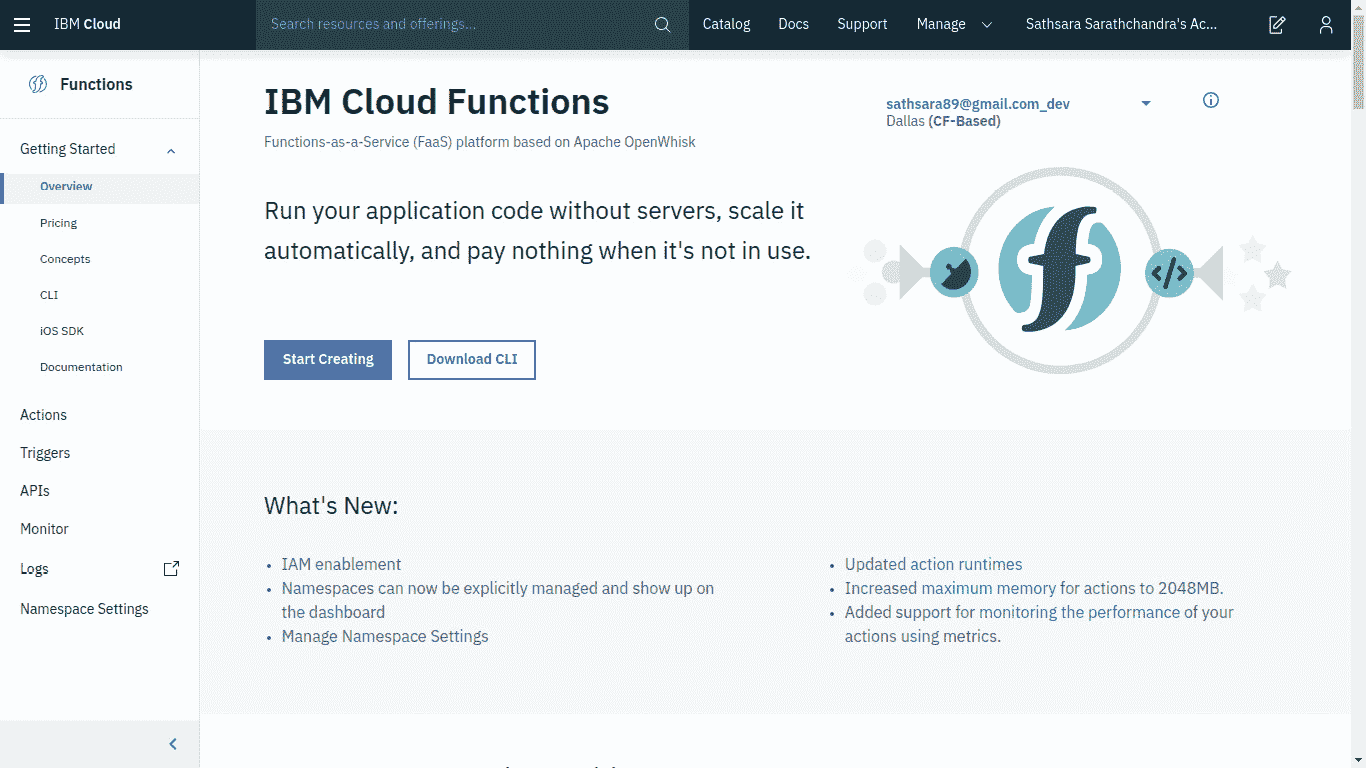 IBM Cloud
Search resources and offerings...
Catalog
Docs
Support
Manage
Sathsara Sarathchandra's Ac...
Functions
Getting Started
Overview
Pricing
Concepts
CLI
iOS SDK
Documentation
Actions
Triggers
APIs
Monitor
Logs
Namespace Settings
IBM Cloud Functions
Functions-as-a-Service (FaaS) platform based on Apache OpenWhisk
sathsara89@gmail.com_dev
Dallas (CF-Based)
Run your application code without servers, scale it
automatically, and pay nothing when it's not in use.
Start Creating
Download CLI
What's New:
IAM enablement
Namespaces can now be explicitly managed and show up on
the dashboard
Manage Namespace Settings
Updated action runtimes
Increased maximum memory for actions to 2048MB.
Added support for monitoring the performance of your
actions using metrics.